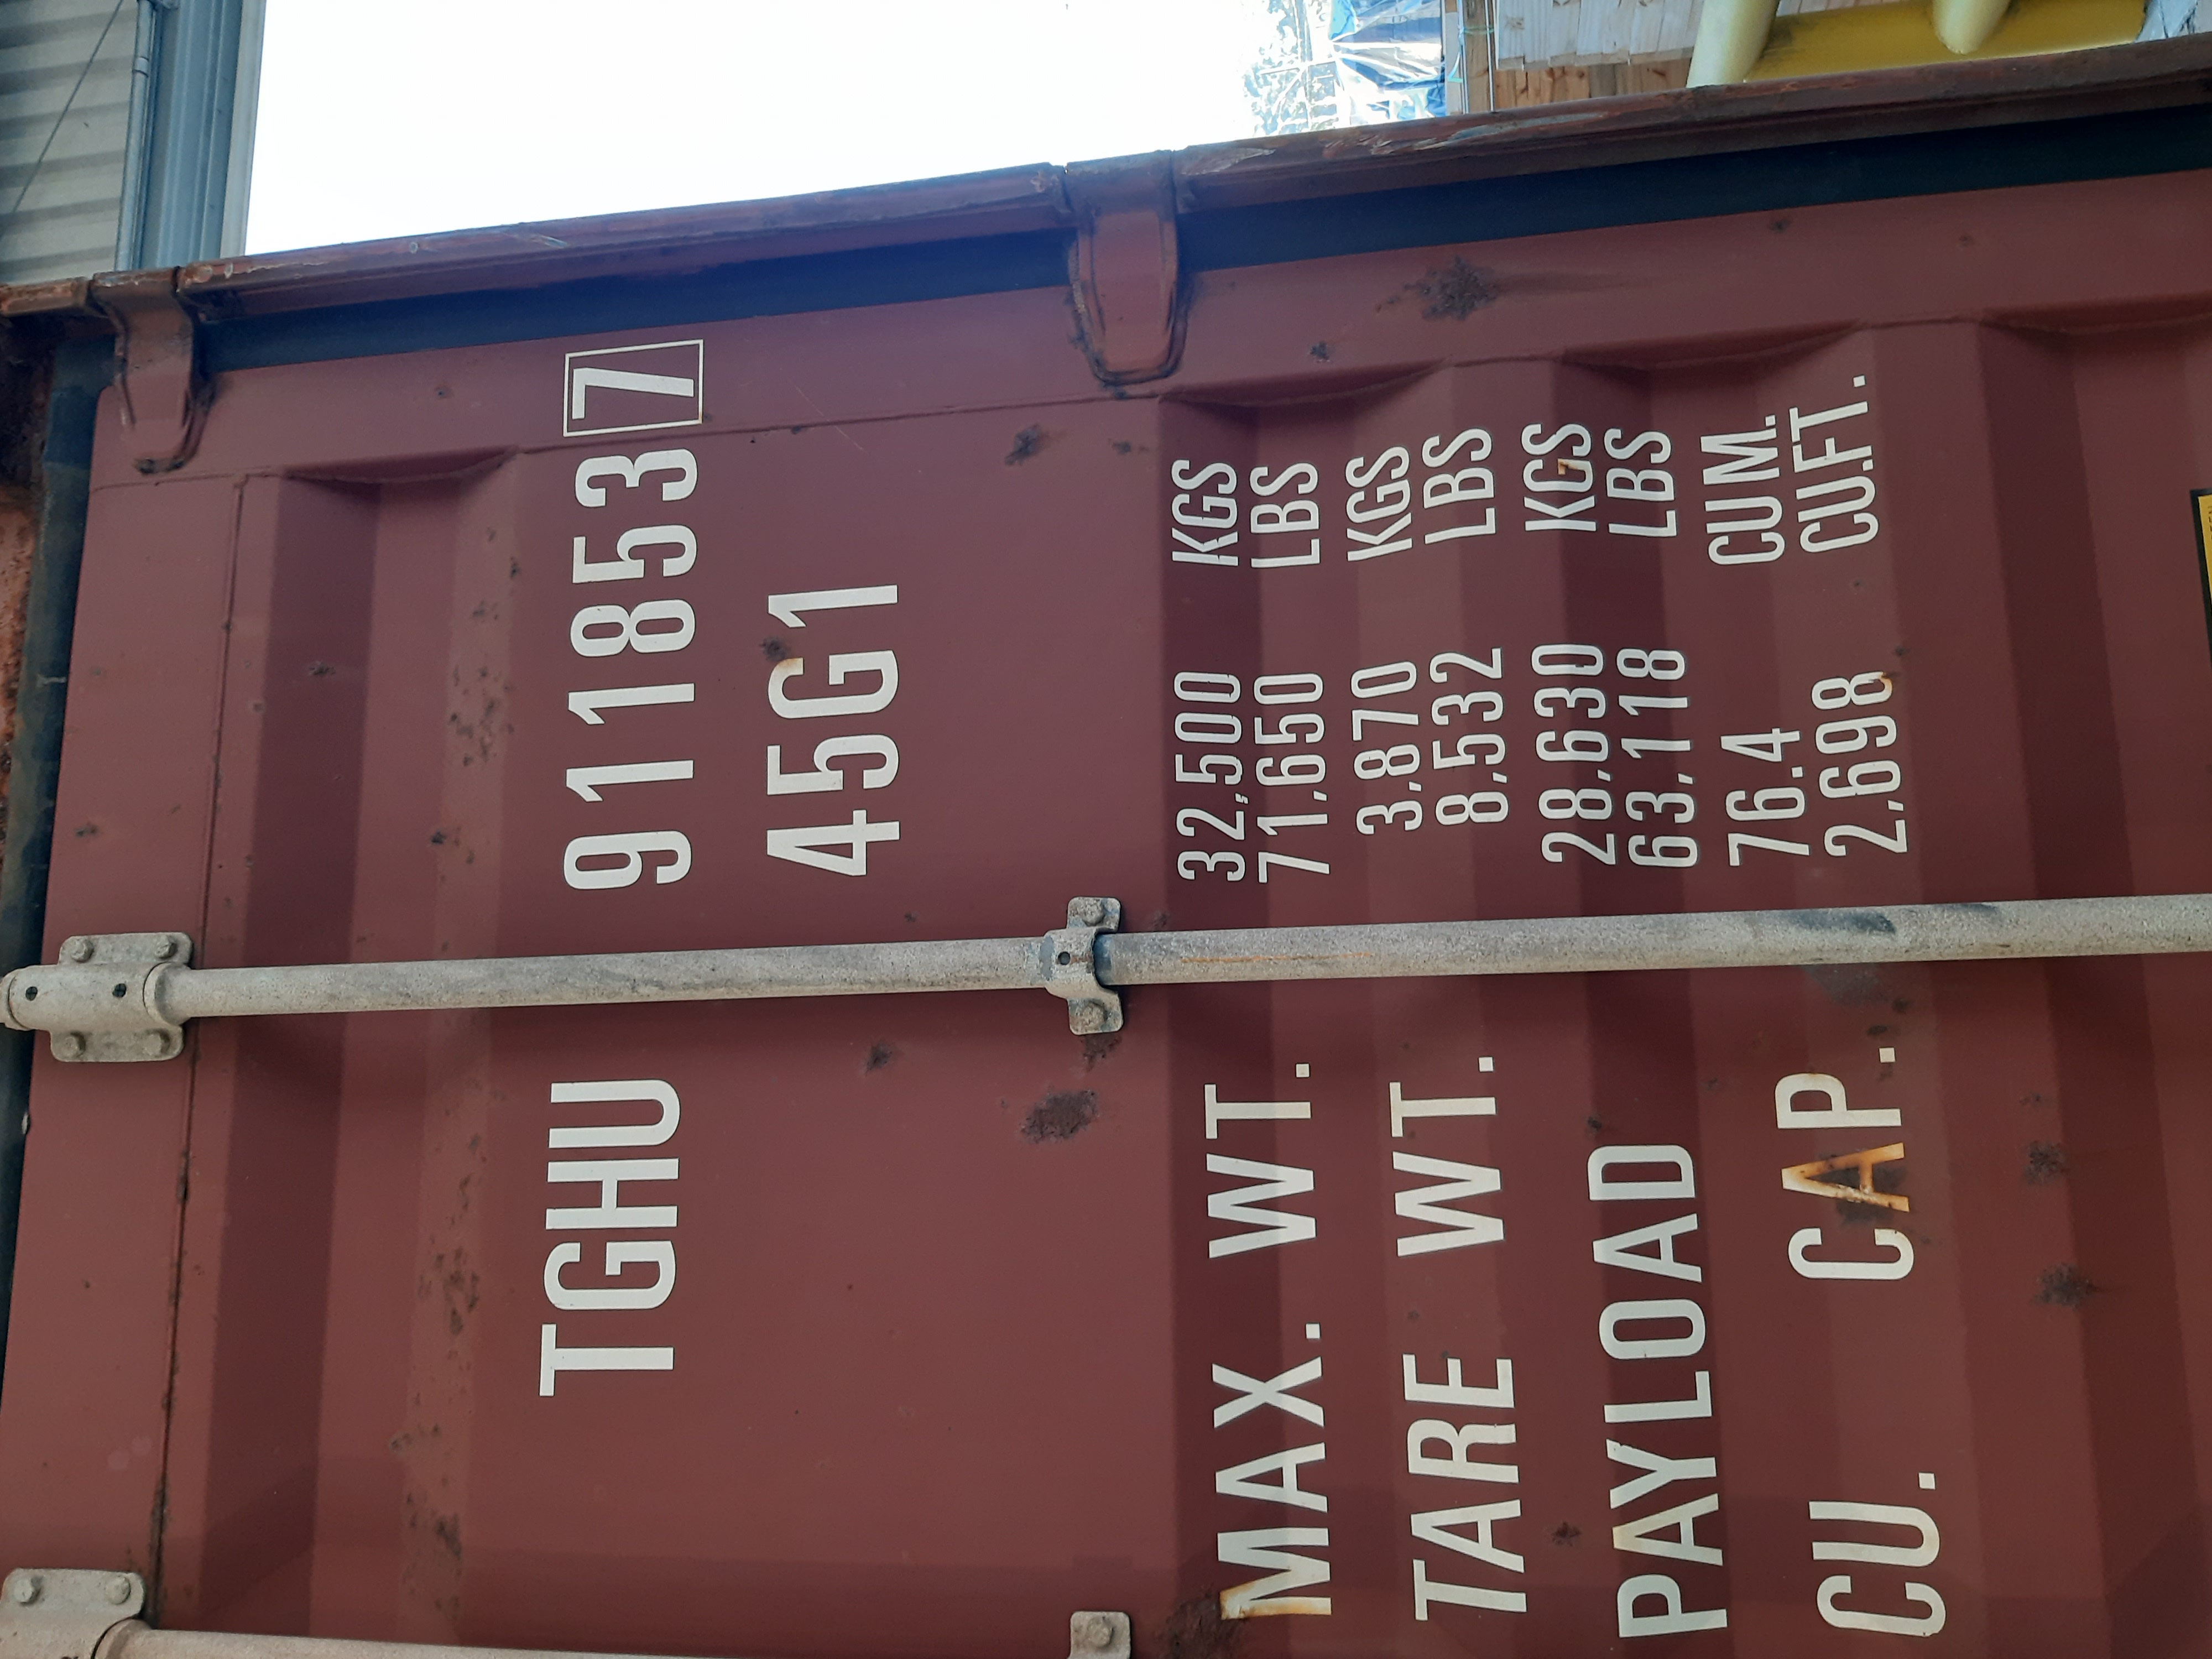 TGHU 911853 7
45G1
MAX. WT. 32,500 KGS
71,650 LBS
TARE WT. 3,870 KGS
8,532 LBS
PAYLOAD 28,630 KGS
63,118 LBS
CU. CAP. 76.4 CU.M.
2,698 CU.FT.